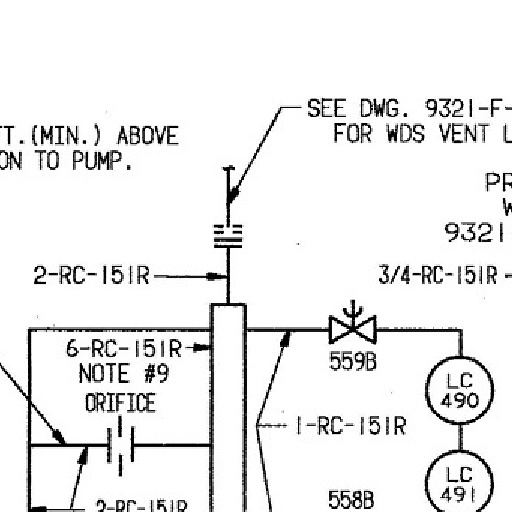 SEE DWG. 9321-F-
FOR WDS VENT L
FT.(MIN.) ABOVE
ON TO PUMP.
PR
W
9321
2-RC-151R
3/4-RC-151R
6-RC-151R
NOTE #9
ORIFICE
559B
LC
490
1-RC-151R
LC
491
558B
2-RC-151R